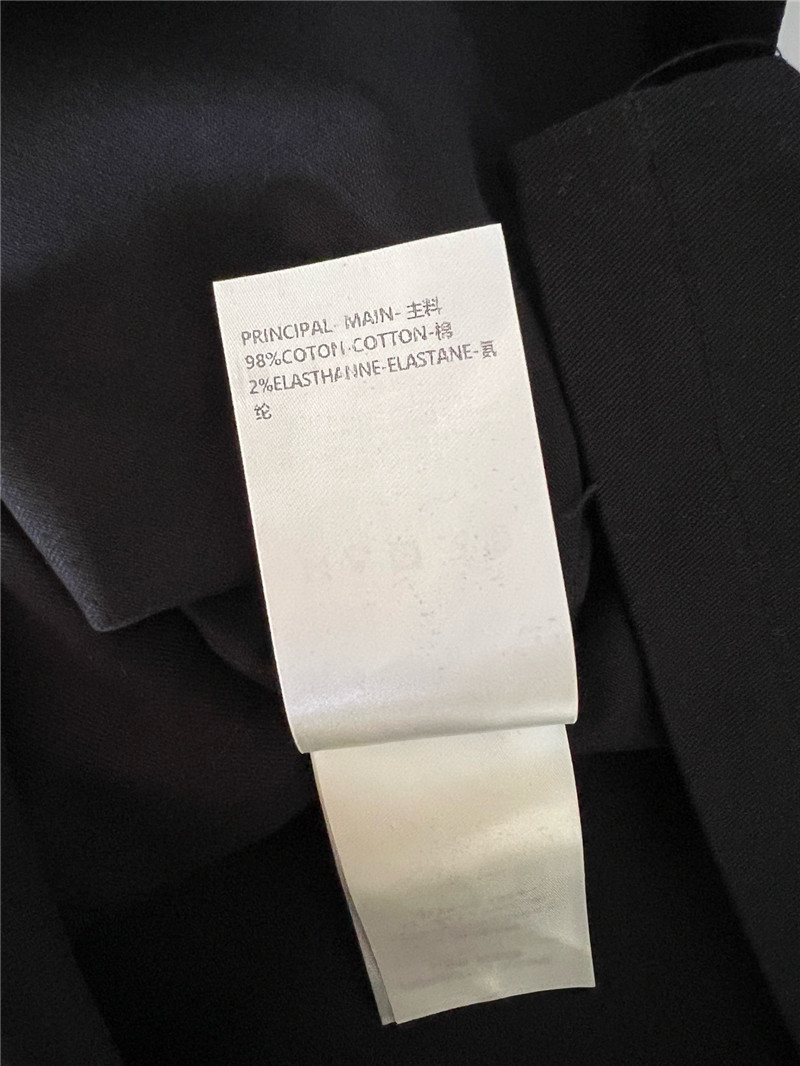 PRINCIPAL- MAIN- 主料
98%COTON-COTTON-棉
2%ELASTHANNE-ELASTANE-氨
纶